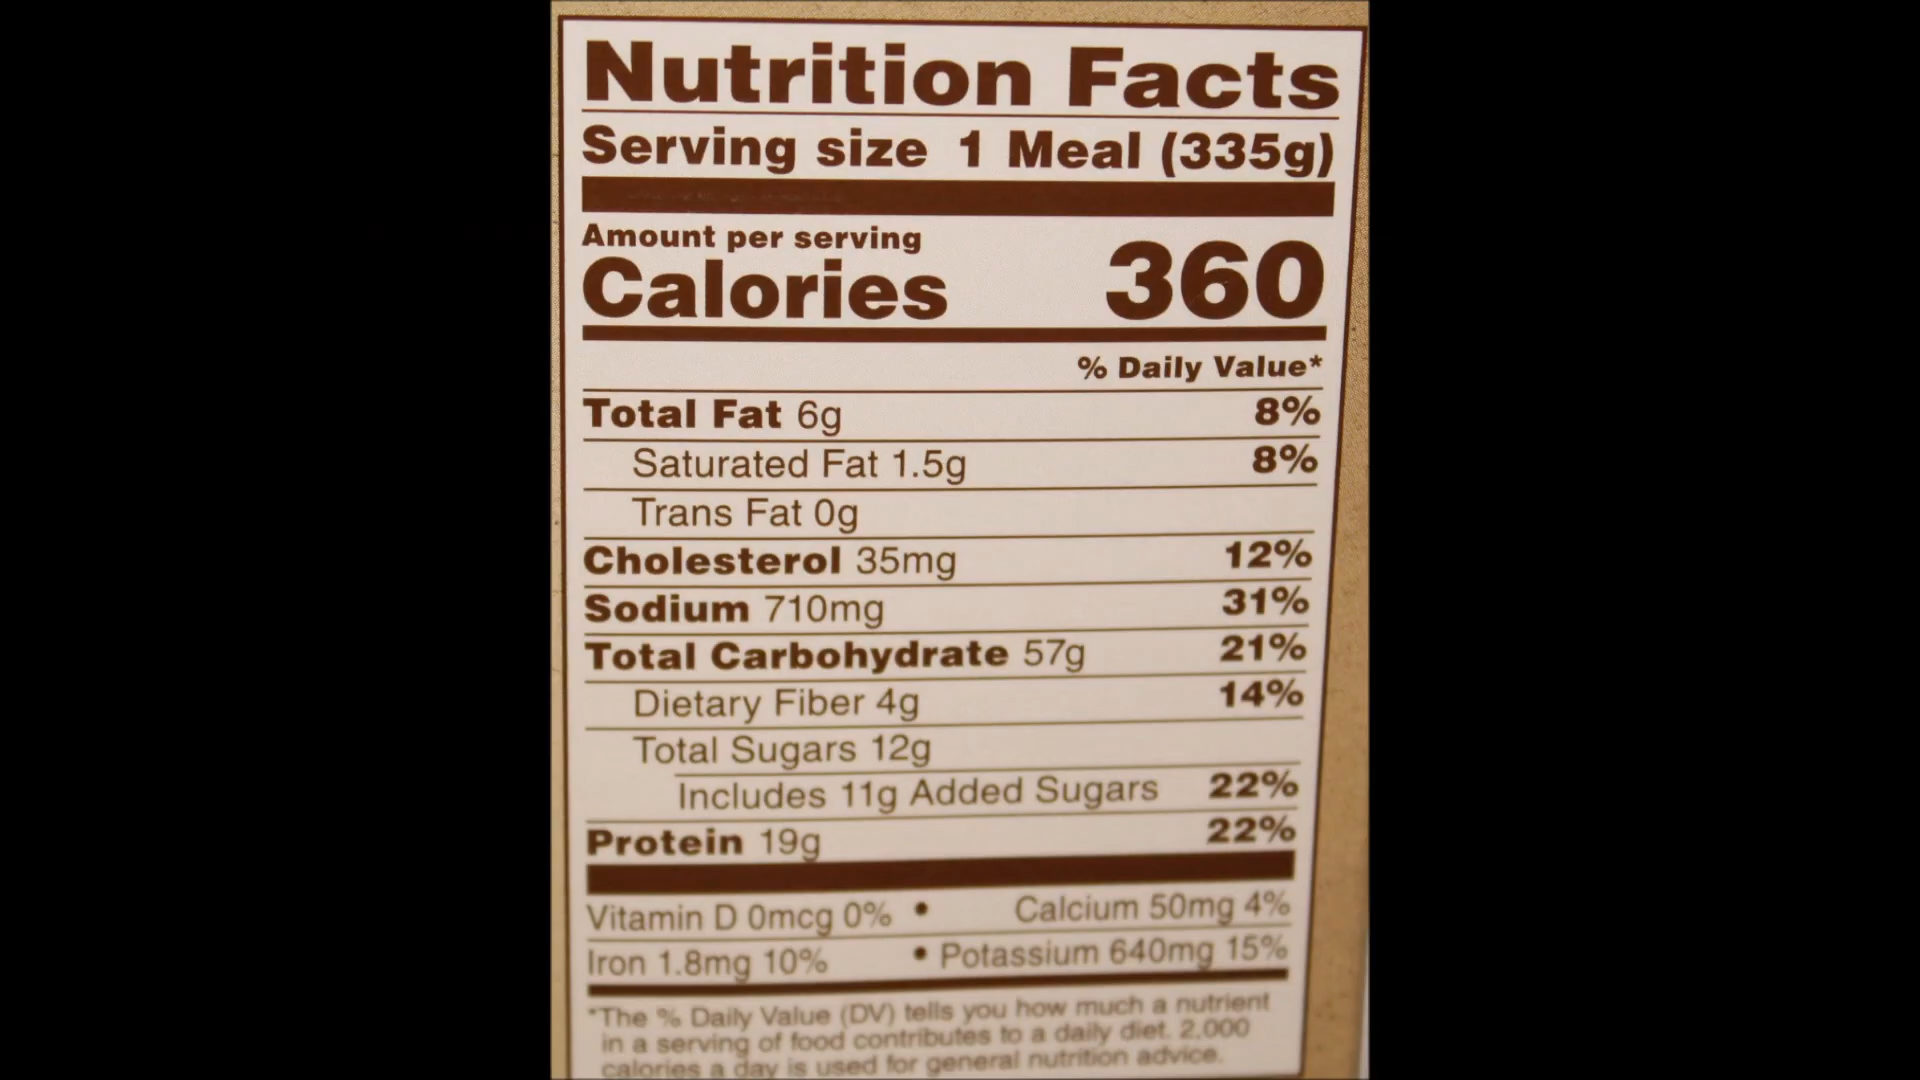 Nutrition Facts
Serving size 1 Meal (335g)
Amount per serving
Calories 360
% Daily Value*
Total Fat 6g 8%
Saturated Fat 1.5g 8%
Trans Fat 0g
Cholesterol 35mg 12%
Sodium 710mg 31%
Total Carbohydrate 57g 21%
Dietary Fiber 4g 14%
Total Sugars 12g
Includes 11g Added Sugars 22%
Protein 19g 22%
Vitamin D 0mcg 0% • Calcium 50mg 4%
Iron 1.8mg 10% • Potassium 640mg 15%
*The % Daily Value (DV) tells you how much a nutrient
in a serving of food contributes to a daily diet. 2,000
calories a day is used for general nutrition advice.